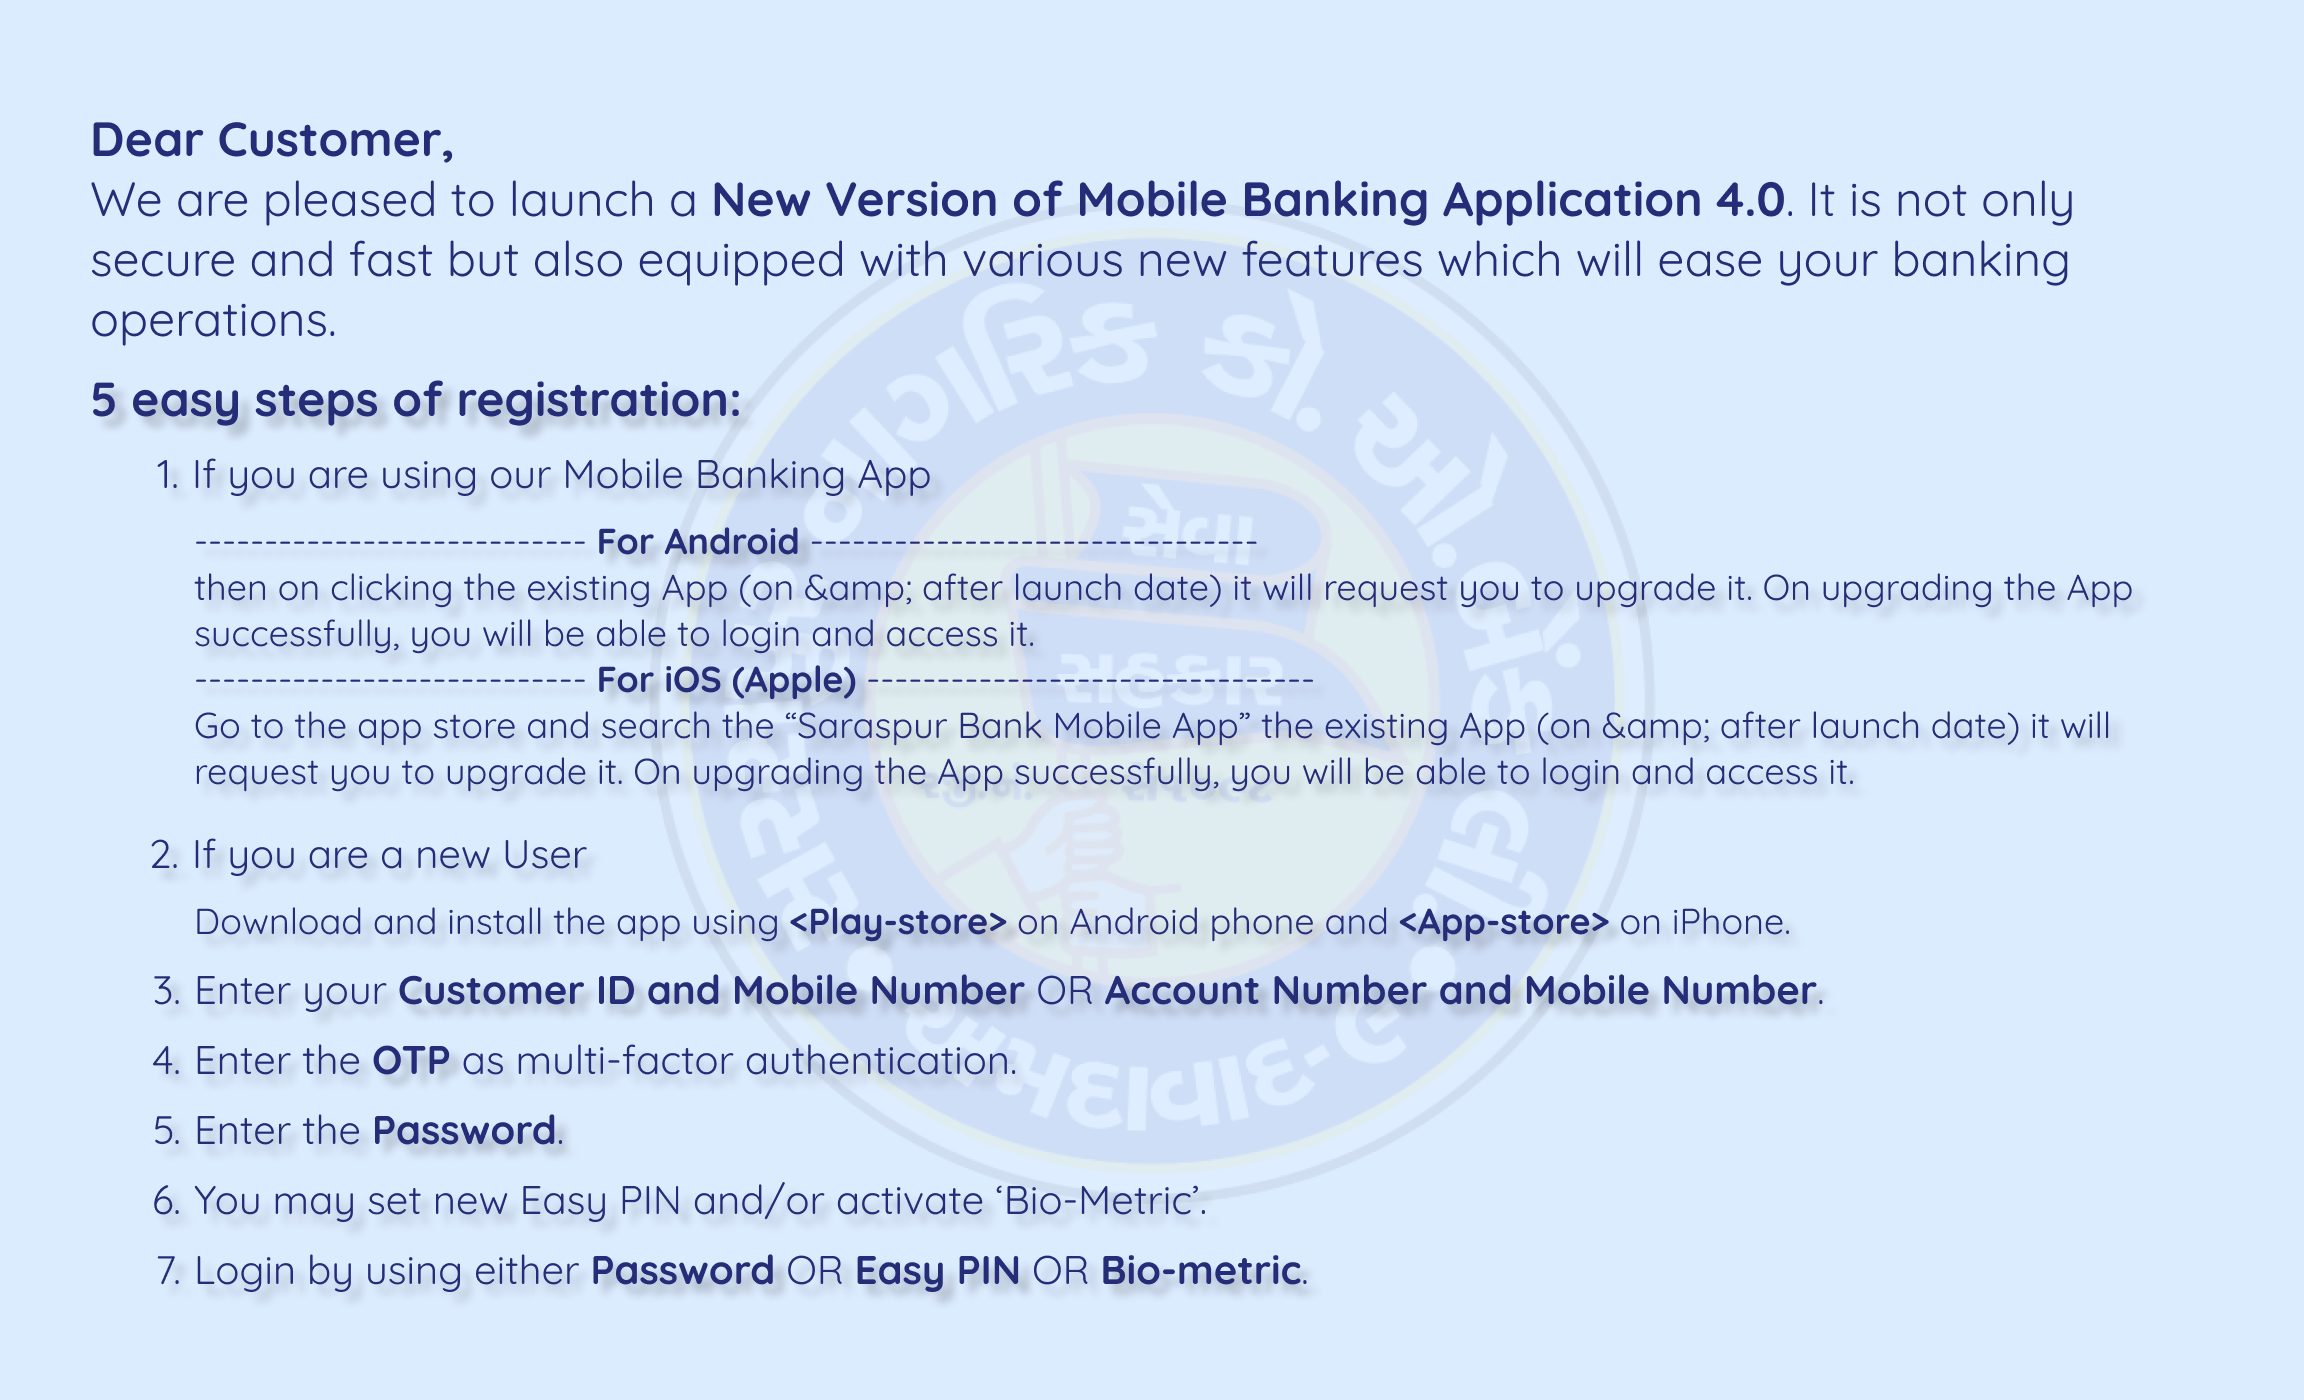 Dear Customer,
We are pleased to launch a New Version of Mobile Banking Application 4.0. It is not only
secure and fast but also equipped with various new features which will ease your banking
operations.
5 easy steps of registration:
1. If you are using our Mobile Banking App
---------------------------- For Android --------------------------------
then on clicking the existing App (on &amp; after launch date) it will request you to upgrade it. On upgrading the App
successfully, you will be able to login and access it.
---------------------------- For iOS (Apple) --------------------------------
Go to the app store and search the “Saraspur Bank Mobile App” the existing App (on &amp; after launch date) it will
request you to upgrade it. On upgrading the App successfully, you will be able to login and access it.
2. If you are a new User
Download and install the app using <Play-store> on Android phone and <App-store> on iPhone.
3. Enter your Customer ID and Mobile Number OR Account Number and Mobile Number.
4. Enter the OTP as multi-factor authentication.
5. Enter the Password.
6. You may set new Easy PIN and/or activate ‘Bio-Metric’.
7. Login by using either Password OR Easy PIN OR Bio-metric.
સરસપુર નાગરિક કો. ઓ. બેંક લી.
સેવા
સહકાર
અમદાવાદ-૭